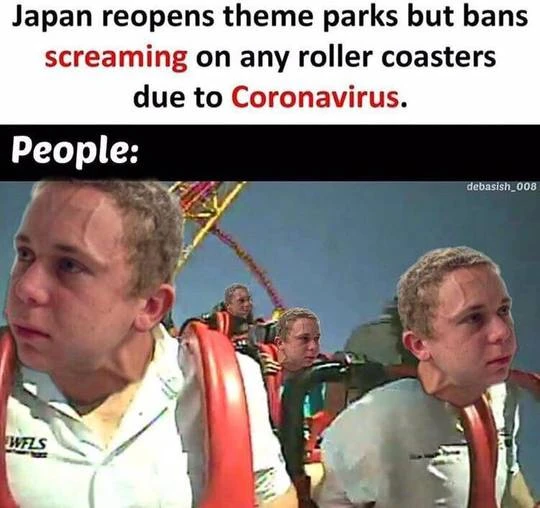 Japan reopens theme parks but bans
screaming on any roller coasters
due to Coronavirus.
People:
debasish_008
WFLS